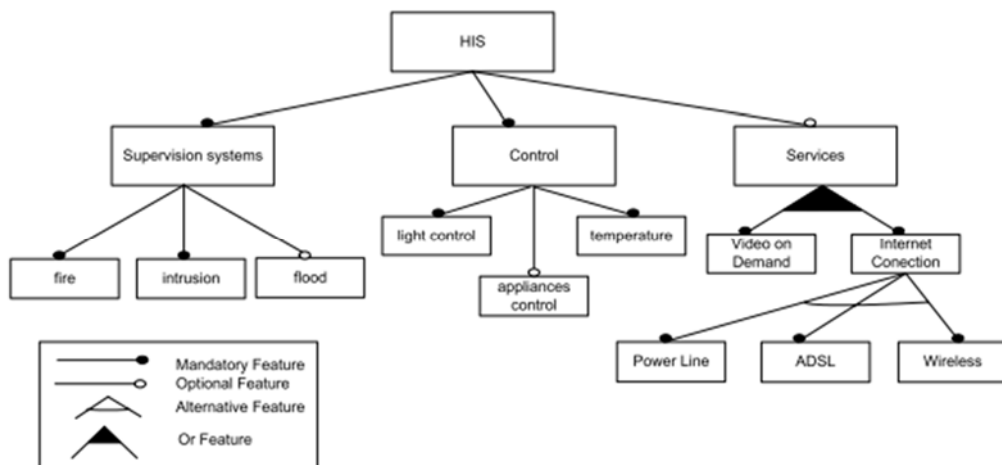 HIS
Supervision systems
Control
Services
light control
temperature
Video on
Demand
Internet
Conection
fire
intrusion
flood
appliances
control
Power Line
ADSL
Wireless
Mandatory Feature
Optional Feature
Alternative Feature
Or Feature